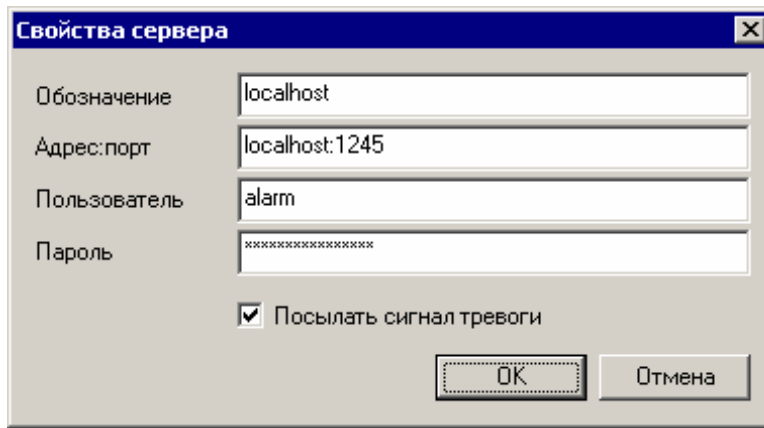 Свойства сервера
Обозначение localhost
Адрес:порт localhost:1245
Пользователь alarm
Пароль ××××××××××××××××
Посылать сигнал тревоги
OK Отмена